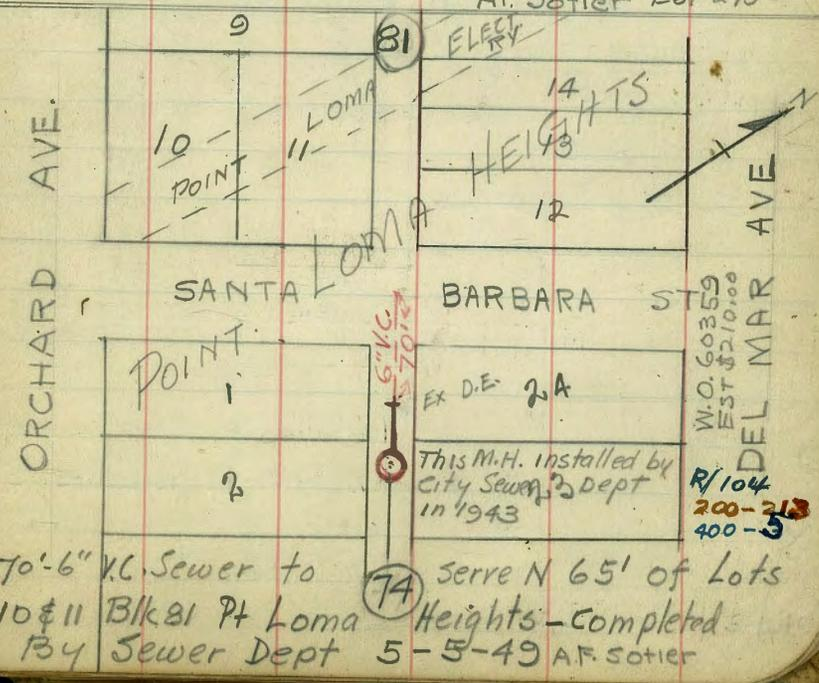 A.F. Sotier
9
81
ELECT RY
14
10
11
LOMA
POINT
HEIGHTS
13
12
N
LOMA
ORCHARD AVE.
DEL MAR AVE
SANTA BARBARA ST
6" V.C.
70'
W.O. 60359
EST $210.00
POINT
1
EX D.E. 2A
2
This M.H. installed by
City Sewer Dept
in 1943
3
R/104
200-213
400-5
74
70'-6" V.C. Sewer to serve N 65' of Lots
10 & 11 Blk 81 Pt Loma Heights - Completed
By Sewer Dept 5-5-49 A.F. Sotier